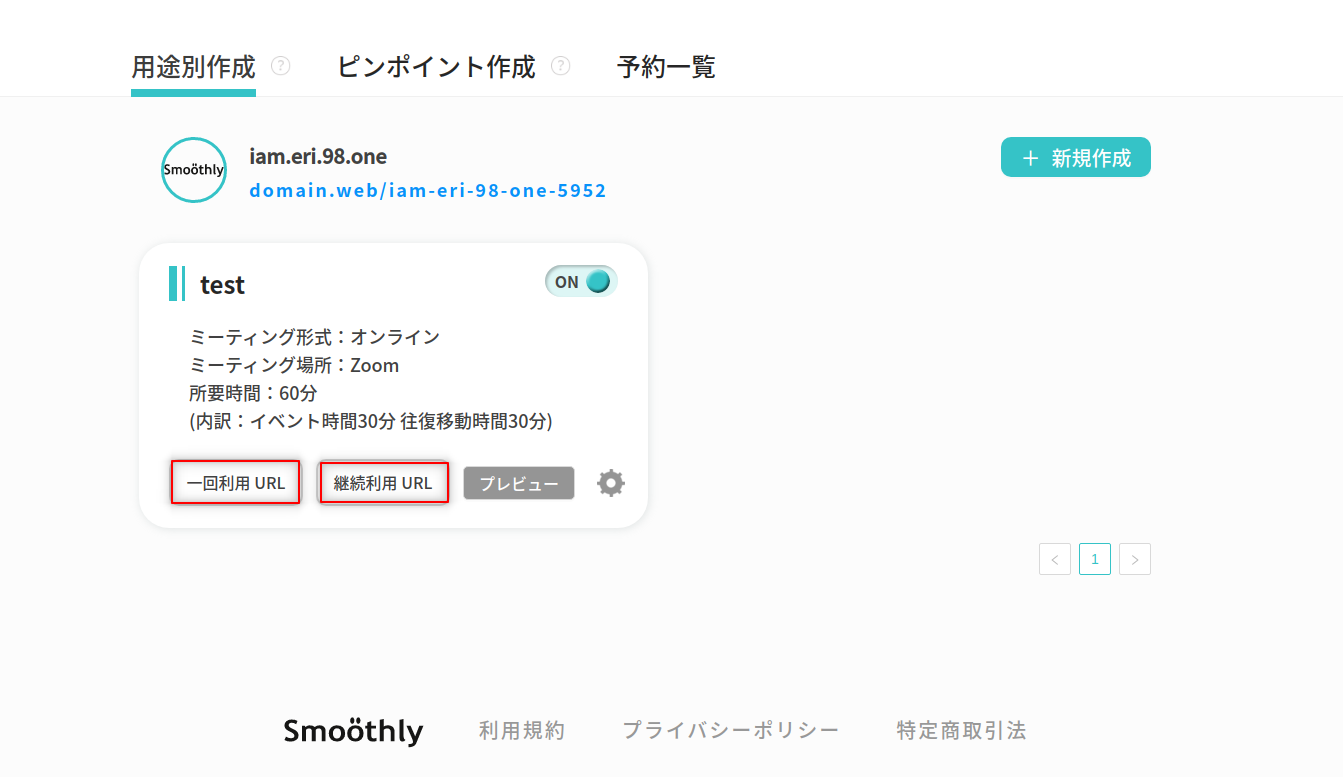 用途別作成 ? ピンポイント作成 ? 予約一覧
Smoöthly
iam.eri.98.one
domain.web/iam-eri-98-one-5952
+ 新規作成
test
ON
ミーティング形式：オンライン
ミーティング場所：Zoom
所要時間：60分
(内訳：イベント時間30分 往復移動時間30分)
一回利用 URL 継続利用 URL プレビュー
< 1 >
Smoöthly 利用規約 プライバシーポリシー 特定商取引法